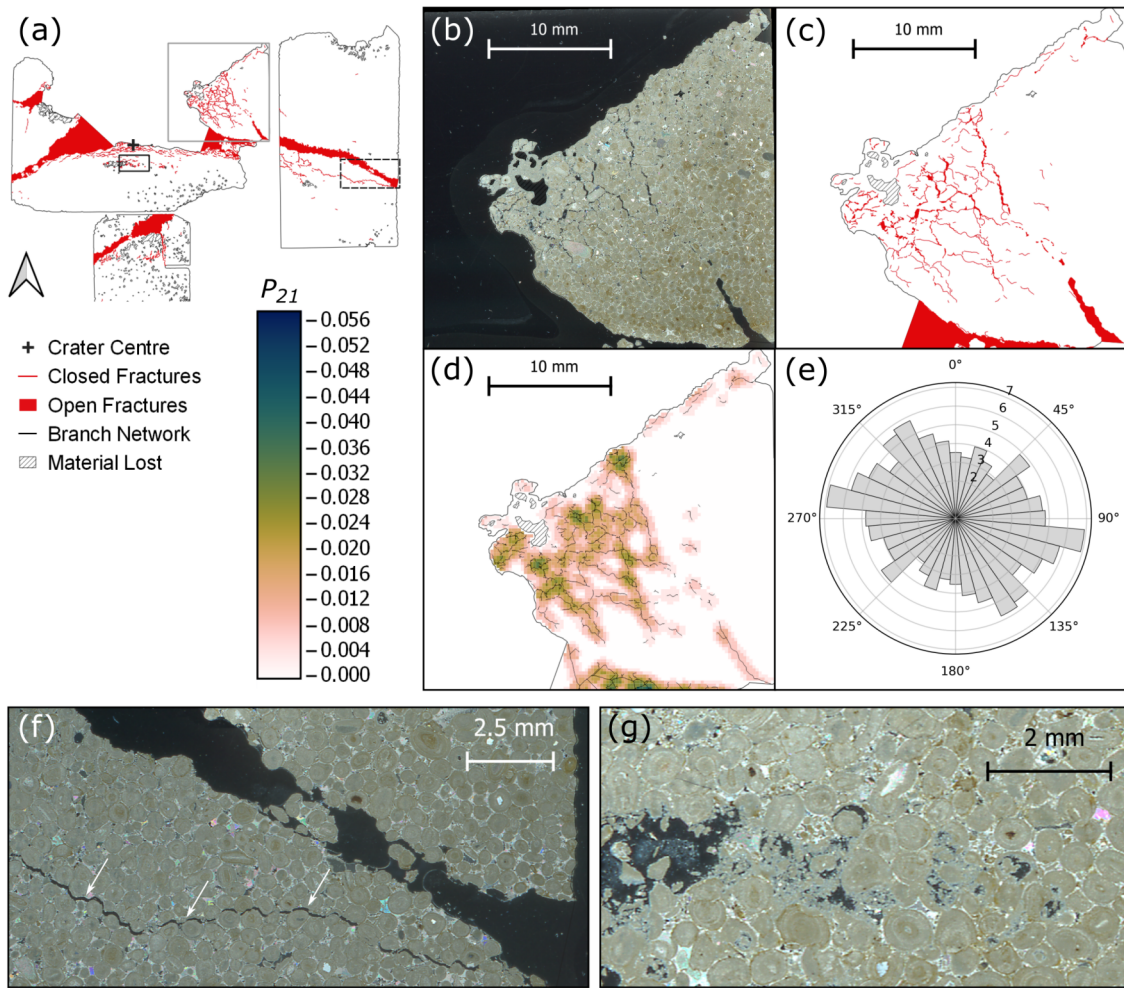 (a)
P21
0.056
0.052
0.048
0.044
0.040
0.036
0.032
0.028
0.024
0.020
0.016
0.012
0.008
0.004
0.000
Crater Centre
Closed Fractures
Open Fractures
Branch Network
Material Lost
(b)
10 mm
(c)
10 mm
(d)
10 mm
(e)
0°
45°
90°
135°
180°
225°
270°
315°
7
6
5
4
3
2
(f)
2.5 mm
(g)
2 mm